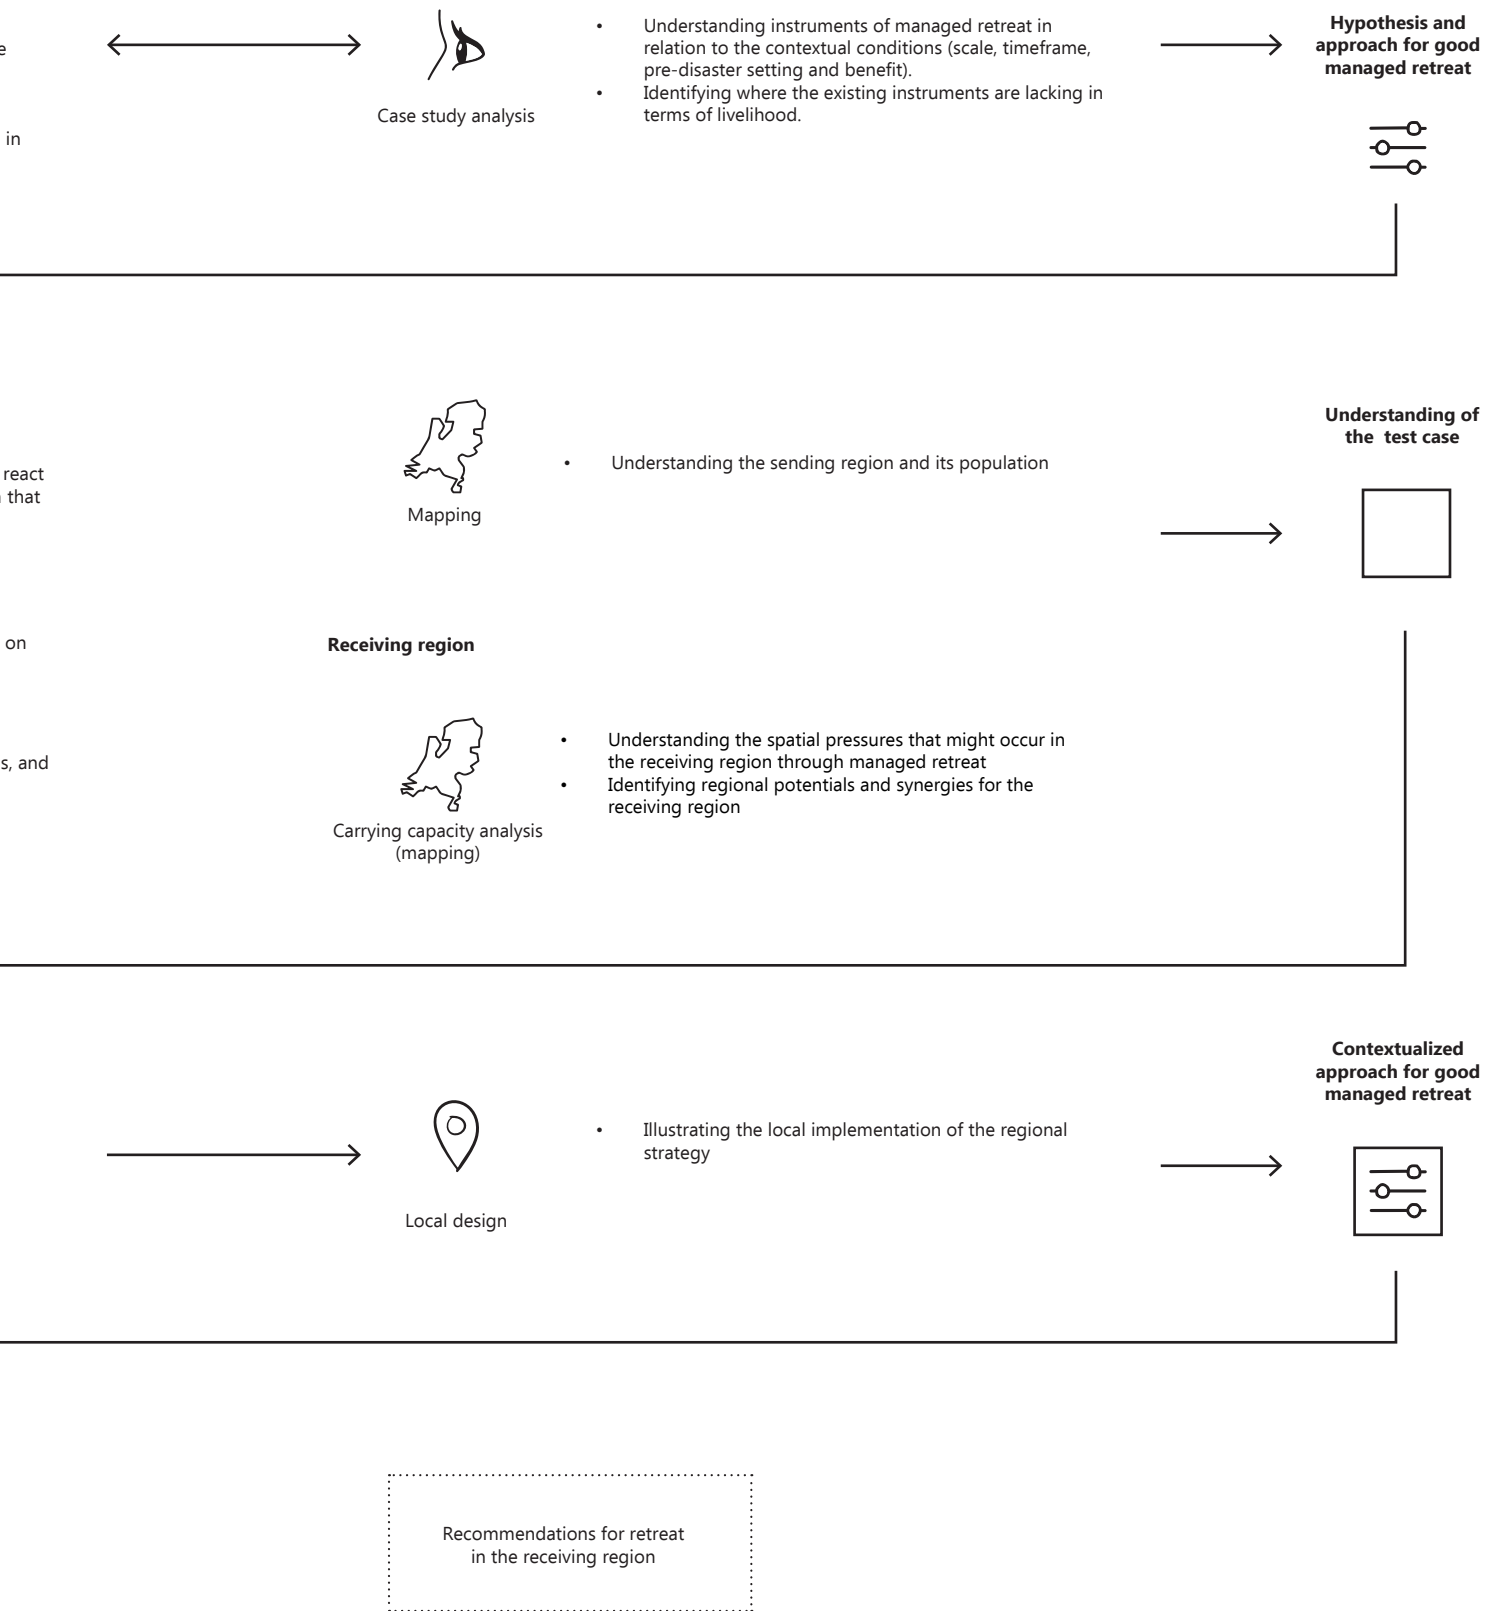 e
in
Case study analysis
• Understanding instruments of managed retreat in
relation to the contextual conditions (scale, timeframe,
pre-disaster setting and benefit).
• Identifying where the existing instruments are lacking in
terms of livelihood.
Hypothesis and
approach for good
managed retreat
react
that
on
s, and
Mapping
• Understanding the sending region and its population
Understanding of
the test case
Receiving region
Carrying capacity analysis
(mapping)
• Understanding the spatial pressures that might occur in
the receiving region through managed retreat
• Identifying regional potentials and synergies for the
receiving region
Local design
• Illustrating the local implementation of the regional
strategy
Contextualized
approach for good
managed retreat
Recommendations for retreat
in the receiving region